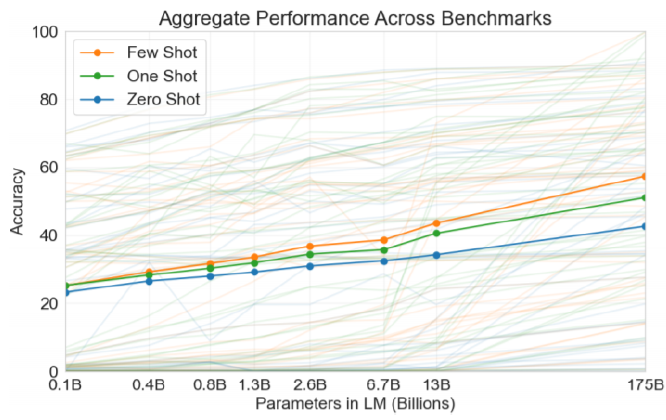 Aggregate Performance Across Benchmarks
100
80
60
40
20
0
Accuracy
Few Shot
One Shot
Zero Shot
0.1B 0.4B 0.8B 1.3B 2.0B 6.7B 13B 175B
Parameters in LM (Billions)